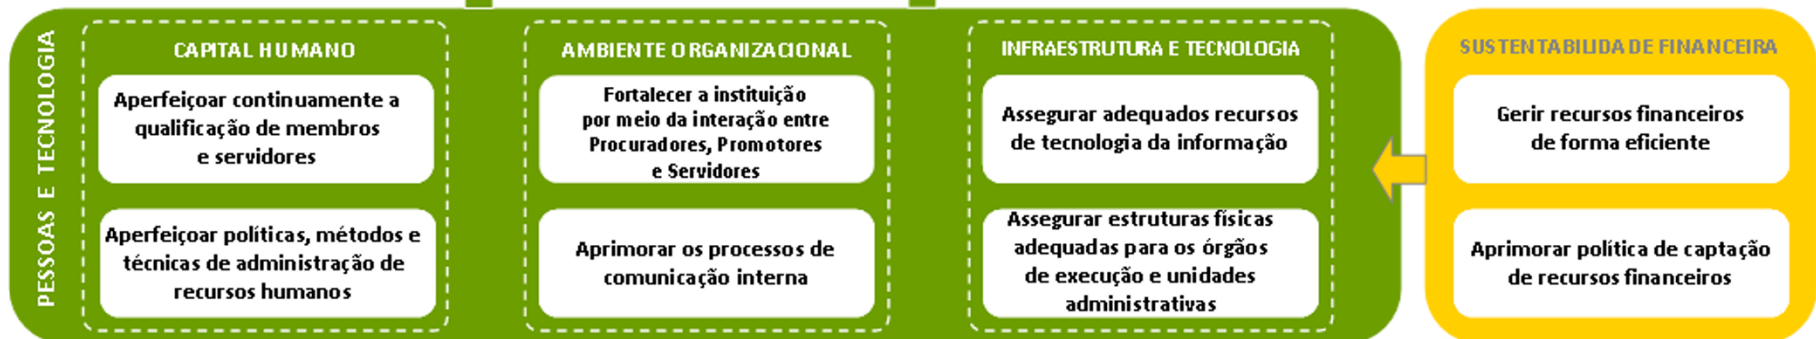 PESSOAS E TECNOLOGIA
CAPITAL HUMANO
Aperfeiçoar continuamente a
qualificação de membros
e servidores
Aperfeiçoar políticas, métodos e
técnicas de administração de
recursos humanos
AMBIENTE ORGANIZACIONAL
Fortalecer a instituição
por meio da interação entre
Procuradores, Promotores
e Servidores
Aprimorar os processos de
comunicação interna
INFRAESTRUTURA E TECNOLOGIA
Assegurar adequados recursos
de tecnologia da informação
Assegurar estruturas físicas
adequadas para os órgãos
de execução e unidades
administrativas
SUSTENTABILIDADE FINANCEIRA
Gerir recursos financeiros
de forma eficiente
Aprimorar política de captação
de recursos financeiros